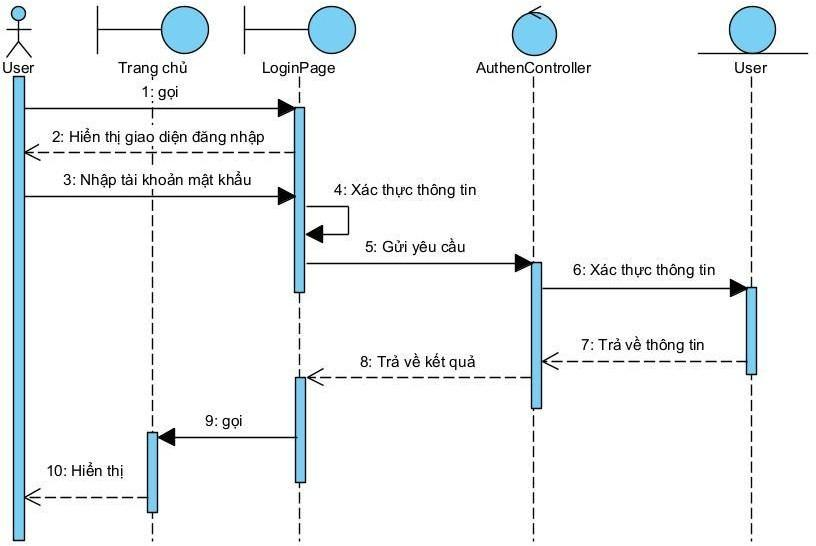 User
Trang chủ
LoginPage
AuthenController
User
1: gọi
2: Hiển thị giao diện đăng nhập
3: Nhập tài khoản mật khẩu
4: Xác thực thông tin
5: Gửi yêu cầu
6: Xác thực thông tin
7: Trả về thông tin
8: Trả về kết quả
9: gọi
10: Hiển thị